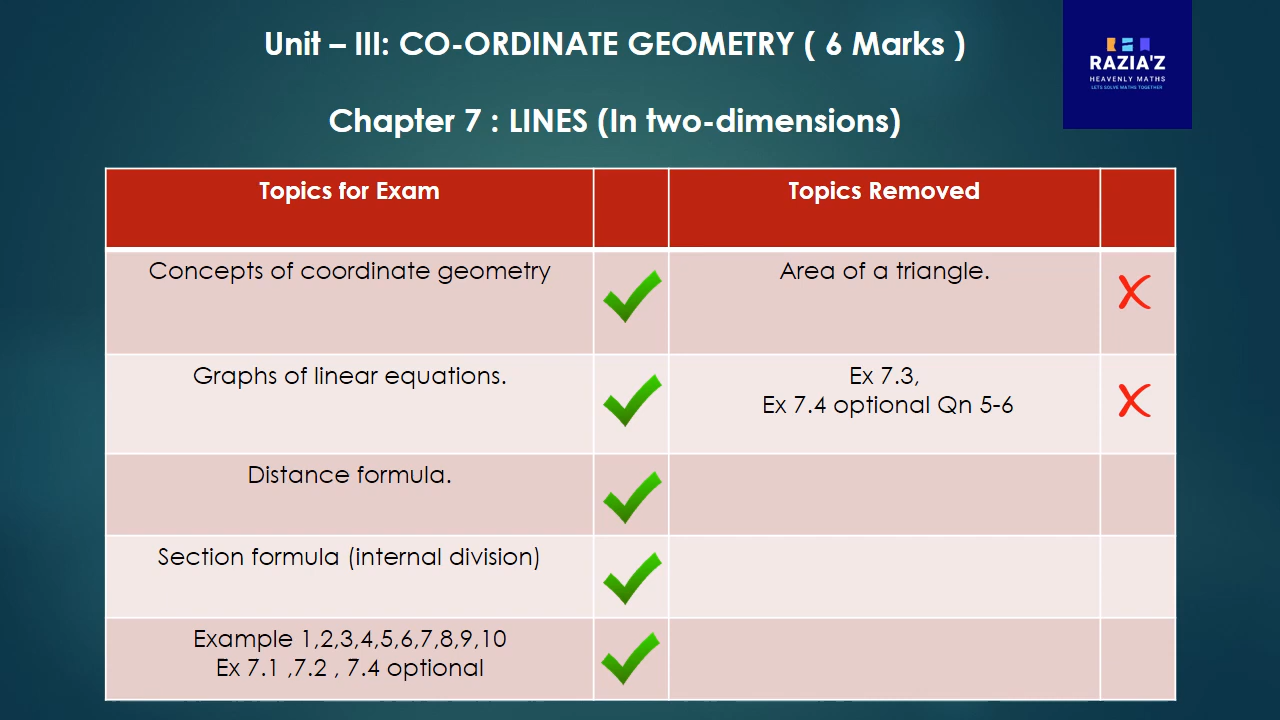 Unit – III: CO-ORDINATE GEOMETRY ( 6 Marks )
RAZIA'Z
HEAVENLY MATHS
LETS SOLVE MATHS TOGETHER
Chapter 7 : LINES (In two-dimensions)
Topics for Exam
Topics Removed
Concepts of coordinate geometry
Area of a triangle.
Graphs of linear equations.
Ex 7.3,
Ex 7.4 optional Qn 5-6
Distance formula.
Section formula (internal division)
Example 1,2,3,4,5,6,7,8,9,10
Ex 7.1 ,7.2 , 7.4 optional